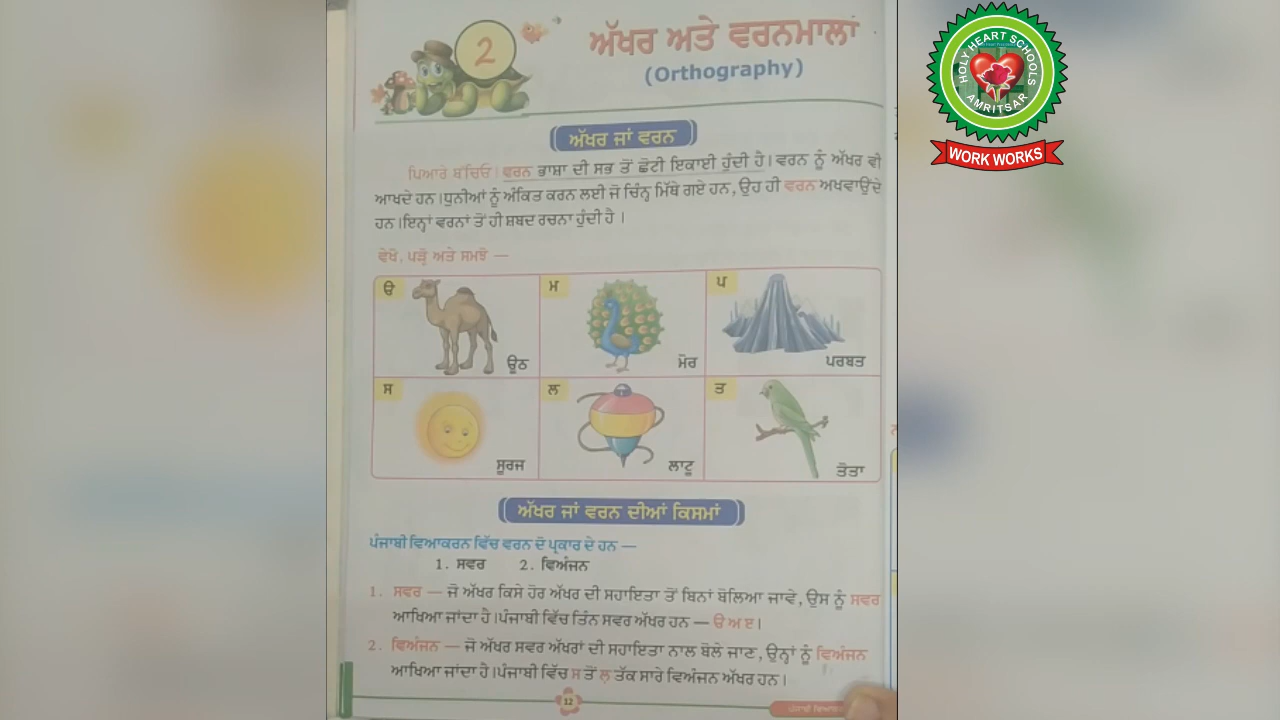 2
ਅੱਖਰ ਅਤੇ ਵਰਨਮਾਲਾ
(Orthography)
HOLY HEART SCHOOLS
AMRITSAR
WORK WORKS
ਅੱਖਰ ਜਾਂ ਵਰਨ
ਪਿਆਰੇ ਬੱਚਿਓ! ਵਰਨ ਭਾਸ਼ਾ ਦੀ ਸਭ ਤੋਂ ਛੋਟੀ ਇਕਾਈ ਹੁੰਦੀ ਹੈ। ਵਰਨ ਨੂੰ ਅੱਖਰ ਵੀ
ਆਖਦੇ ਹਨ। ਧੁਨੀਆਂ ਨੂੰ ਅੰਕਿਤ ਕਰਨ ਲਈ ਜੋ ਚਿੰਨ੍ਹ ਮਿੱਥੇ ਗਏ ਹਨ, ਉਹ ਹੀ ਵਰਨ ਅਖਵਾਉਂਦੇ
ਹਨ। ਇਨ੍ਹਾਂ ਵਰਨਾਂ ਤੋਂ ਹੀ ਸ਼ਬਦ ਰਚਨਾ ਹੁੰਦੀ ਹੈ ।
ਵੇਖੋ, ਪੜ੍ਹੋ ਅਤੇ ਸਮਝੋ —
ੳ ਊਠ
ਮ ਮੋਰ
ਪ ਪਰਬਤ
ਸ ਸੂਰਜ
ਲ ਲਾਟੂ
ਤ ਤੋਤਾ
ਅੱਖਰ ਜਾਂ ਵਰਨ ਦੀਆਂ ਕਿਸਮਾਂ
ਪੰਜਾਬੀ ਵਿਆਕਰਨ ਵਿੱਚ ਵਰਨ ਦੋ ਪ੍ਰਕਾਰ ਦੇ ਹਨ —
1. ਸਵਰ 2. ਵਿਅੰਜਨ
1. ਸਵਰ — ਜੋ ਅੱਖਰ ਕਿਸੇ ਹੋਰ ਅੱਖਰ ਦੀ ਸਹਾਇਤਾ ਤੋਂ ਬਿਨਾਂ ਬੋਲਿਆ ਜਾਵੇ, ਉਸ ਨੂੰ ਸਵਰ
ਆਖਿਆ ਜਾਂਦਾ ਹੈ। ਪੰਜਾਬੀ ਵਿੱਚ ਤਿੰਨ ਸਵਰ ਅੱਖਰ ਹਨ — ੳ ਅ ੲ।
2. ਵਿਅੰਜਨ — ਜੋ ਅੱਖਰ ਸਵਰ ਅੱਖਰਾਂ ਦੀ ਸਹਾਇਤਾ ਨਾਲ ਬੋਲੇ ਜਾਣ, ਉਨ੍ਹਾਂ ਨੂੰ ਵਿਅੰਜਨ
ਆਖਿਆ ਜਾਂਦਾ ਹੈ। ਪੰਜਾਬੀ ਵਿੱਚ ਸ ਤੋਂ ਲ਼ ਤੱਕ ਸਾਰੇ ਵਿਅੰਜਨ ਅੱਖਰ ਹਨ।
12
ਪੰਜਾਬੀ